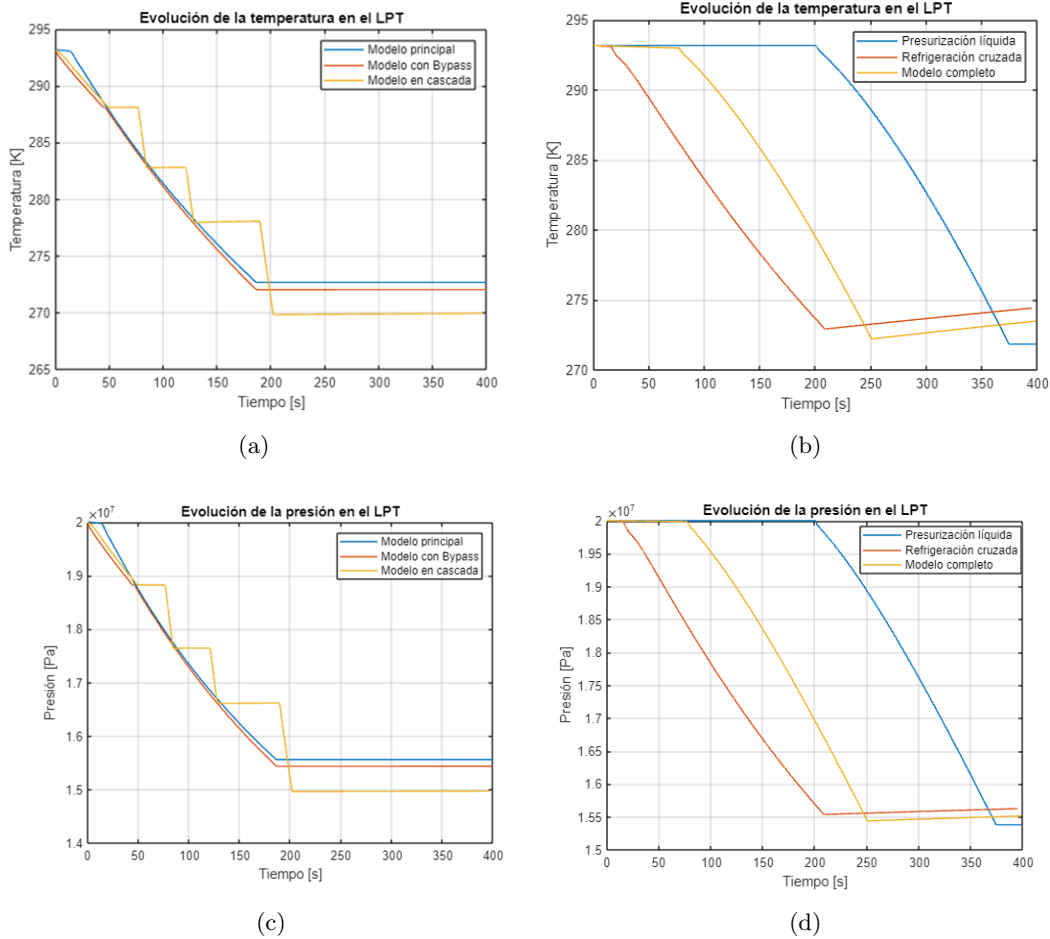 Evolución de la temperatura en el LPT
295
290
285
280
275
270
265
Temperatura [K]
0 50 100 150 200 250 300 350 400
Tiempo [s]
Modelo principal
Modelo con Bypass
Modelo en cascada
(a)
Evolución de la temperatura en el LPT
295
290
285
280
275
270
Temperatura [K]
0 50 100 150 200 250 300 350 400
Tiempo [s]
Presurización líquida
Refrigeración cruzada
Modelo completo
(b)
Evolución de la presión en el LPT
×10⁷
2
1.9
1.8
1.7
1.6
1.5
1.4
Presión [Pa]
0 50 100 150 200 250 300 350 400
Tiempo [s]
Modelo principal
Modelo con Bypass
Modelo en cascada
(c)
Evolución de la presión en el LPT
×10⁷
2
1.95
1.9
1.85
1.8
1.75
1.7
1.65
1.6
1.55
1.5
Presión [Pa]
0 50 100 150 200 250 300 350 400
Tiempo [s]
Presurización líquida
Refrigeración cruzada
Modelo completo
(d)